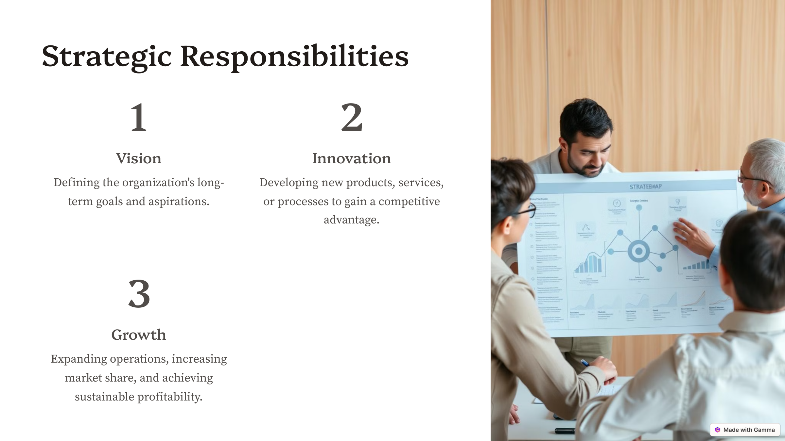 Strategic Responsibilities
1
Vision
Defining the organization's long-
term goals and aspirations.
2
Innovation
Developing new products, services,
or processes to gain a competitive
advantage.
3
Growth
Expanding operations, increasing
market share, and achieving
sustainable profitability.
STRATEMAP
Made with Gamma